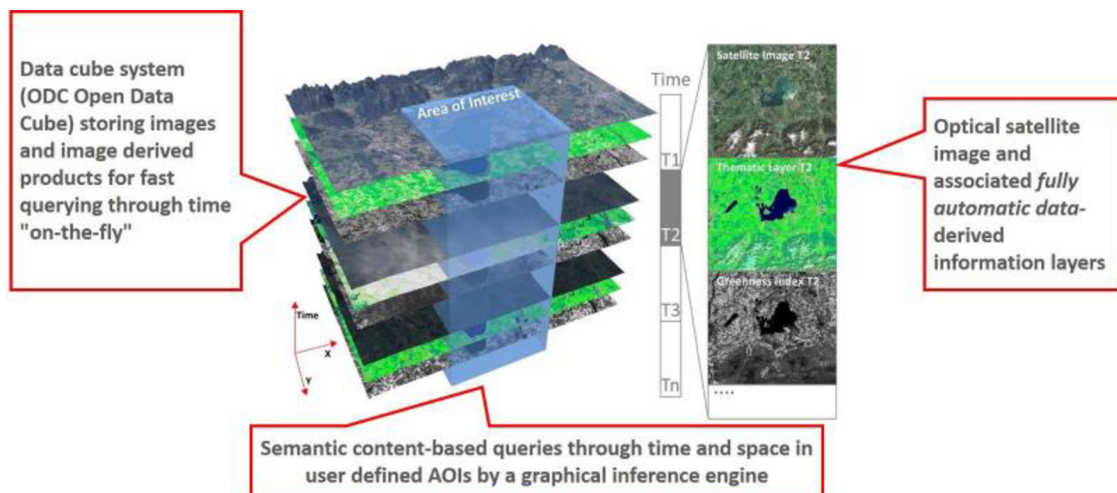 Data cube system
(ODC Open Data
Cube) storing images
and image derived
products for fast
querying through time
"on-the-fly"
Area of Interest
Time
X
Y
Time
T1
T2
T3
Tn
Satellite Image T2
Thematic Layer T2
Greenness Index T2
....
Optical satellite
image and
associated fully
automatic data-
derived
information layers
Semantic content-based queries through time and space in
user defined AOIs by a graphical inference engine